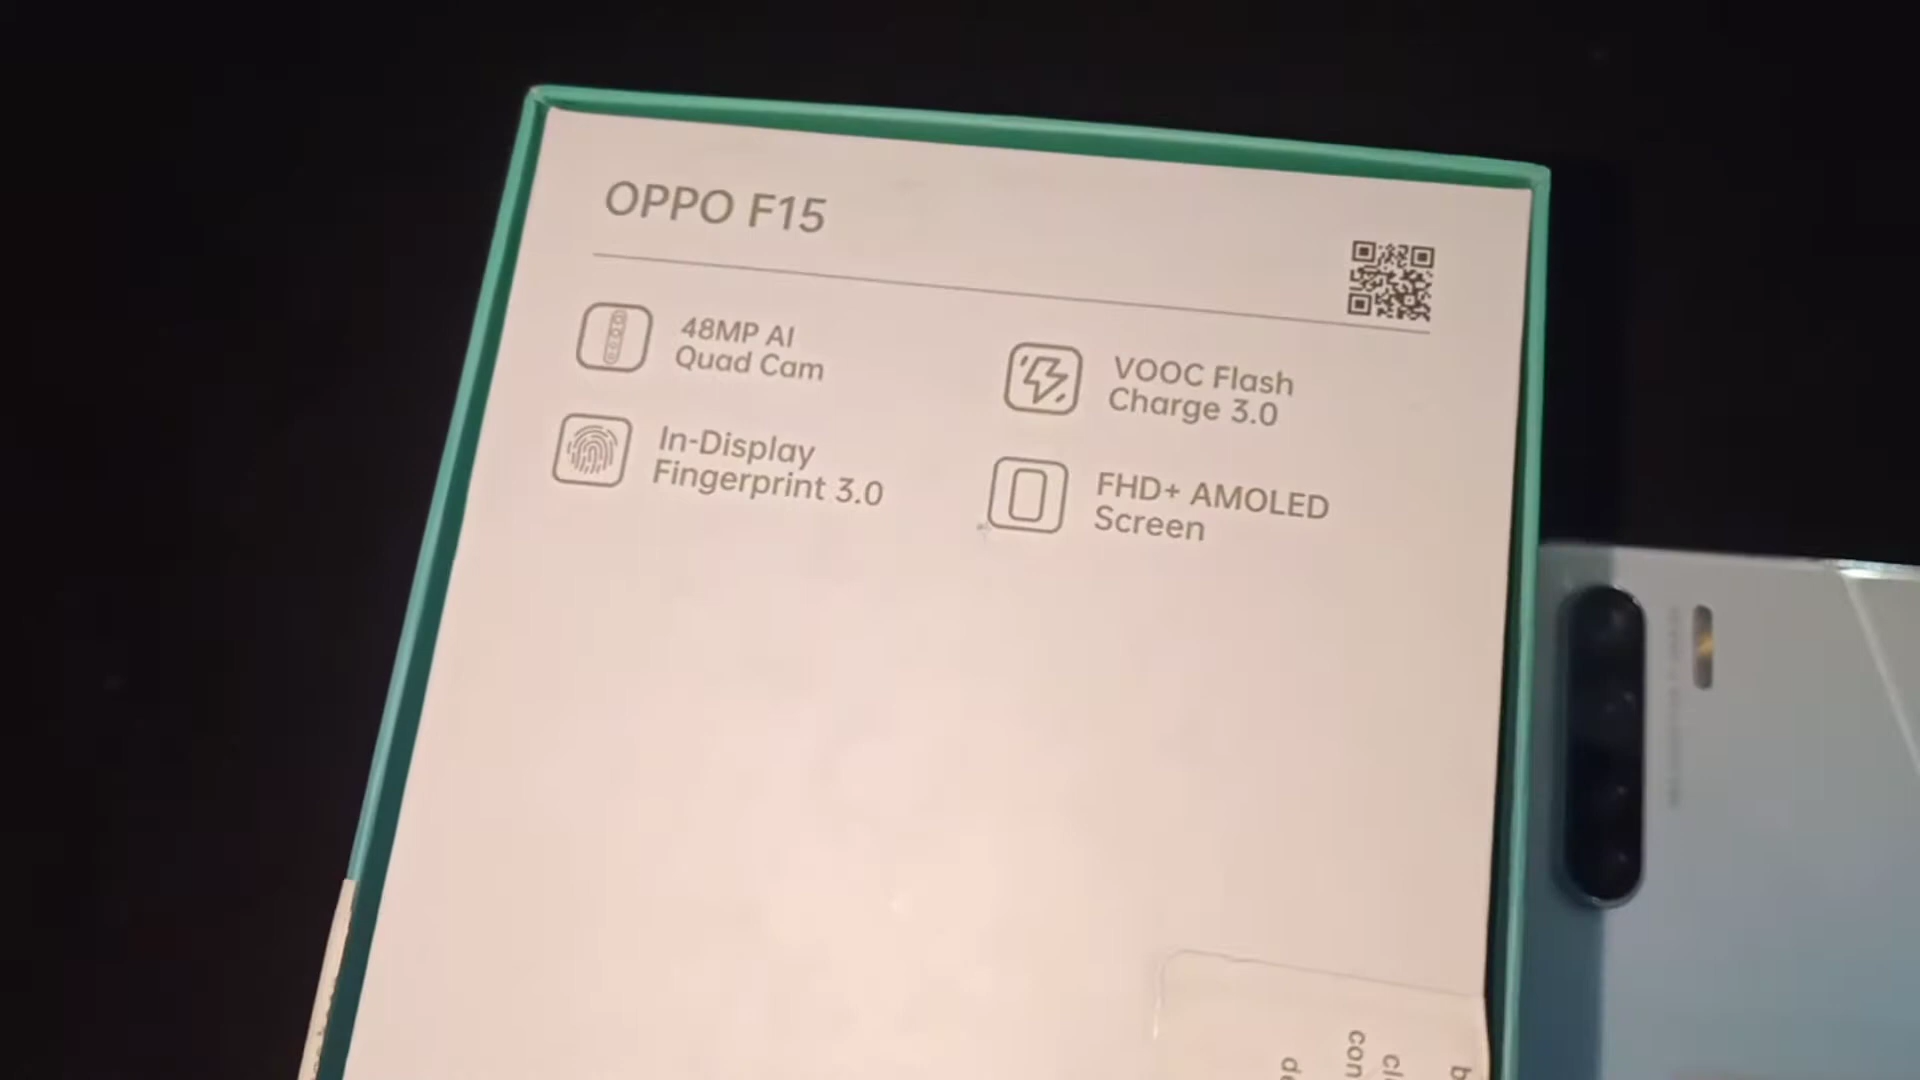 OPPO F15
48MP AI
Quad Cam
VOOC Flash
Charge 3.0
In-Display
Fingerprint 3.0
FHD+ AMOLED
Screen